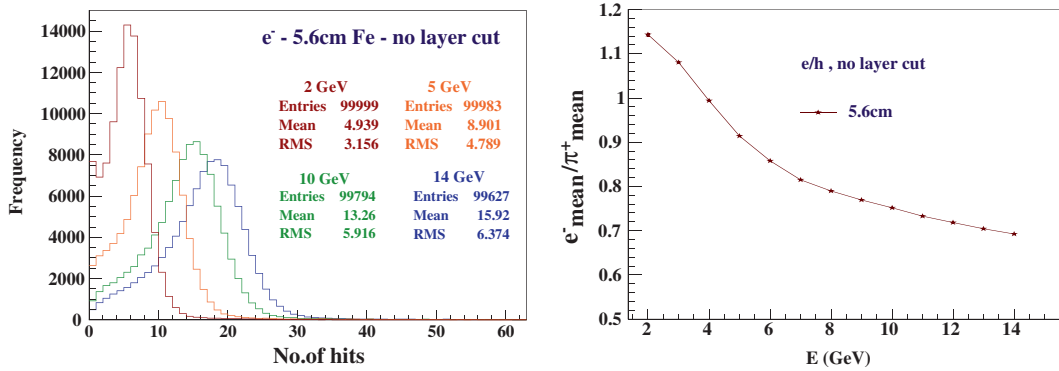 e⁻ - 5.6cm Fe - no layer cut
2 GeV
Entries 99999
Mean 4.939
RMS 3.156
5 GeV
Entries 99983
Mean 8.901
RMS 4.789
10 GeV
Entries 99794
Mean 13.26
RMS 5.916
14 GeV
Entries 99627
Mean 15.92
RMS 6.374
Frequency
14000
12000
10000
8000
6000
4000
2000
0
0 10 20 30 40 50 60
No.of hits
e⁻mean/π⁺mean
1.2
1.1
1
0.9
0.8
0.7
0.6
0.5
e/h , no layer cut
5.6cm
2 4 6 8 10 12 14
E (GeV)